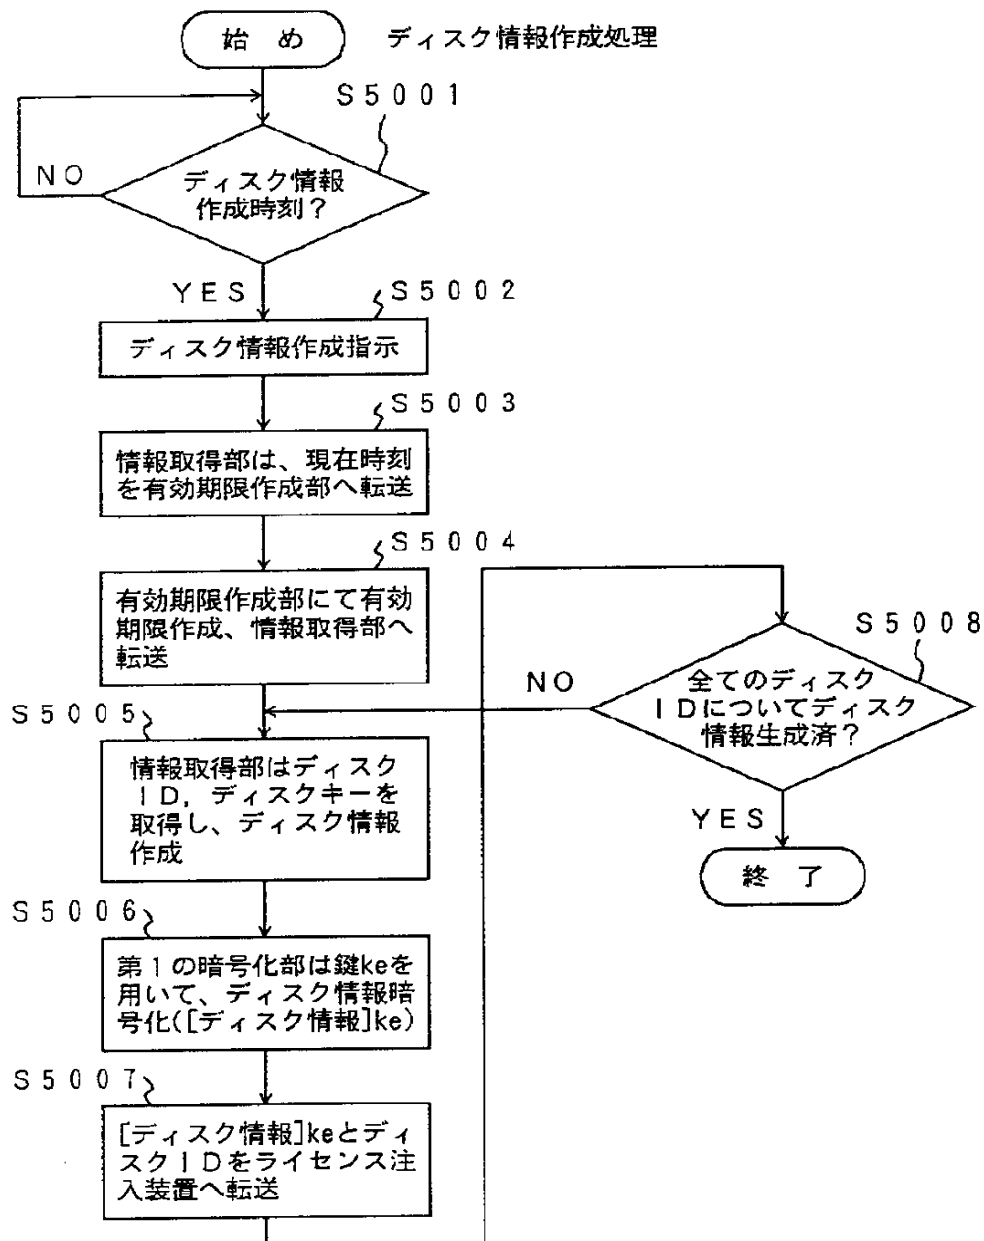 始 め
ディスク情報作成処理
S5001
NO
ディスク情報
作成時刻?
YES
S5002
ディスク情報作成指示
S5003
情報取得部は、現在時刻
を有効期限作成部へ転送
S5004
有効期限作成部にて有効
期限作成、情報取得部へ
転送
S5005
情報取得部はディスク
ID,ディスクキーを
取得し、ディスク情報
作成
S5006
第1の暗号化部は鍵keを
用いて、ディスク情報暗
号化([ディスク情報]ke)
S5007
[ディスク情報]keとディ
スクIDをライセンス注
入装置へ転送
S5008
全てのディスク
IDについてディスク
情報生成済?
NO
YES
終 了